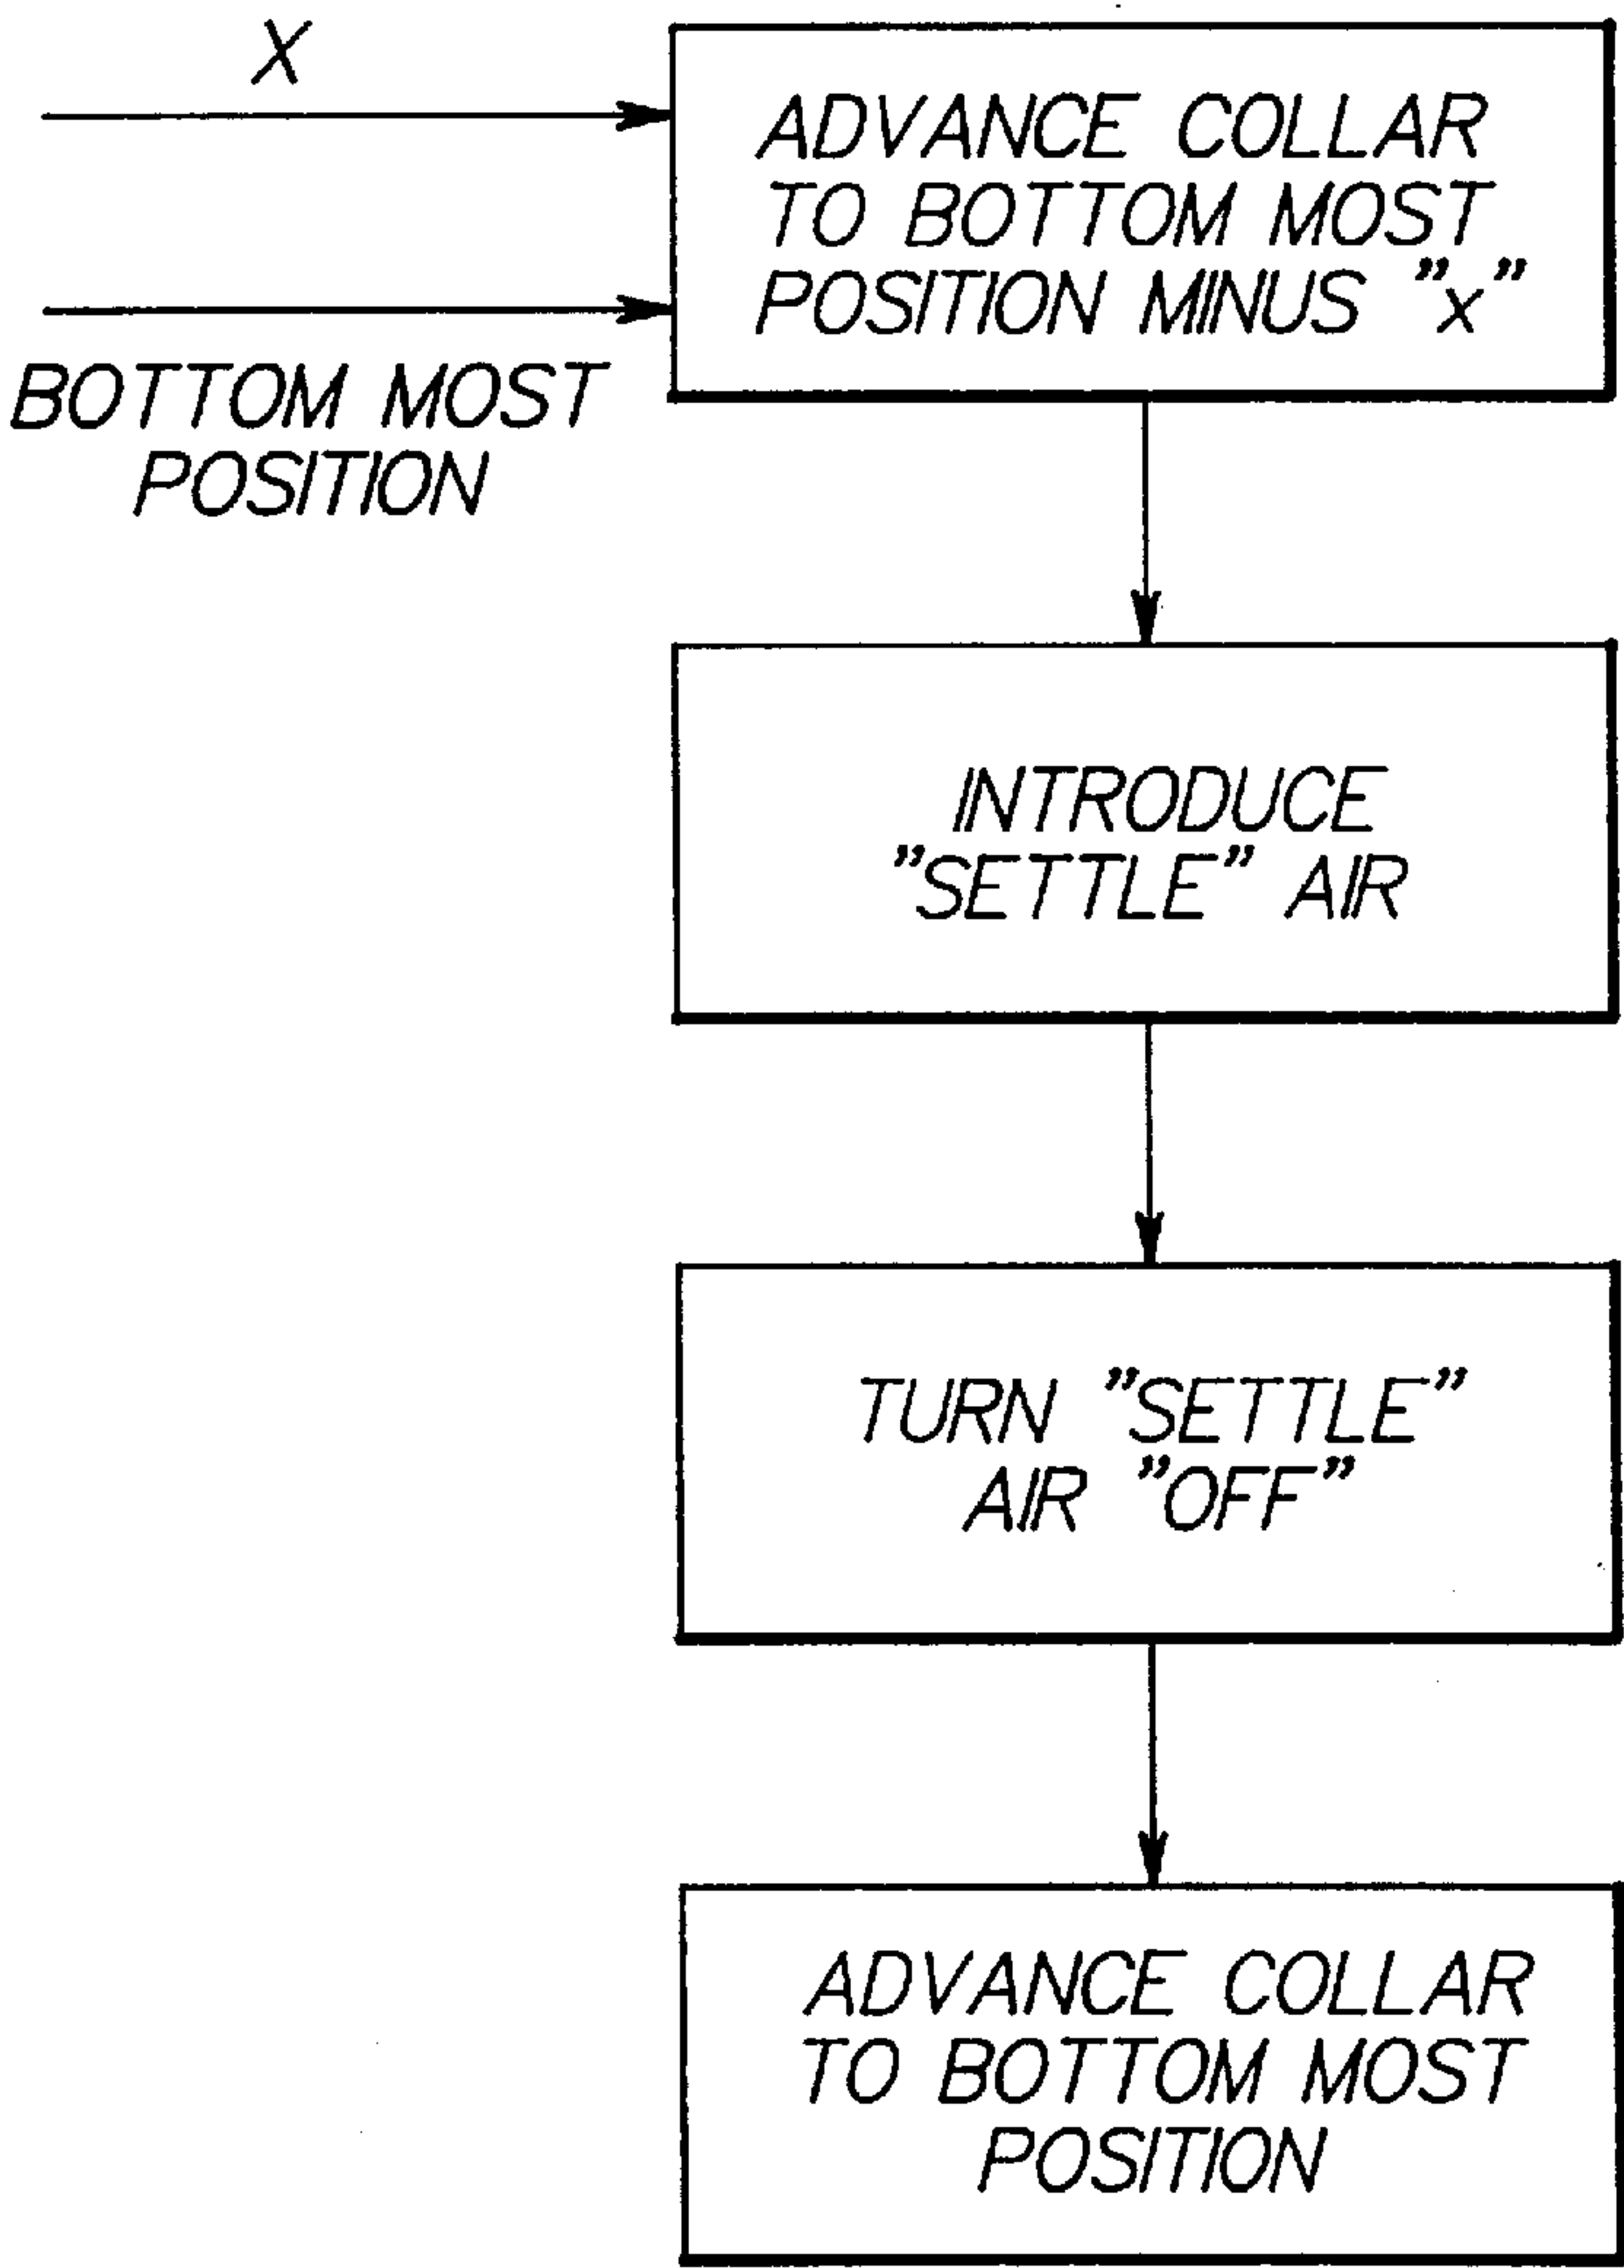 X
ADVANCE COLLAR
TO BOTTOM MOST
POSITION MINUS "x"
BOTTOM MOST
POSITION
INTRODUCE
"SETTLE" AIR
TURN "SETTLE"
AIR "OFF"
ADVANCE COLLAR
TO BOTTOM MOST
POSITION